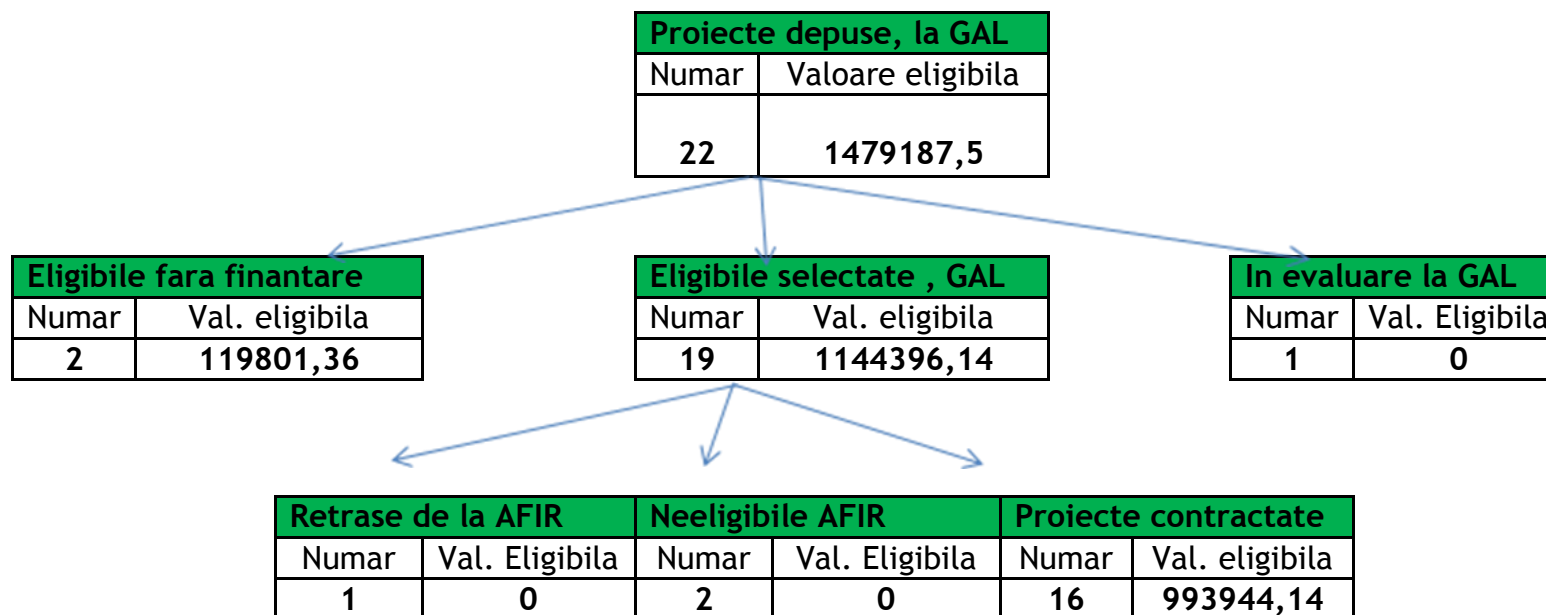 Proiecte depuse, la GAL
Numar Valoare eligibila
22 1479187,5
Eligibile fara finantare
Numar Val. eligibila
2 119801,36
Eligibile selectate , GAL
Numar Val. eligibila
19 1144396,14
In evaluare la GAL
Numar Val. Eligibila
1 0
Retrase de la AFIR Neeligibile AFIR Proiecte contractate
Numar Val. Eligibila Numar Val. Eligibila Numar Val. eligibila
1 0 2 0 16 993944,14